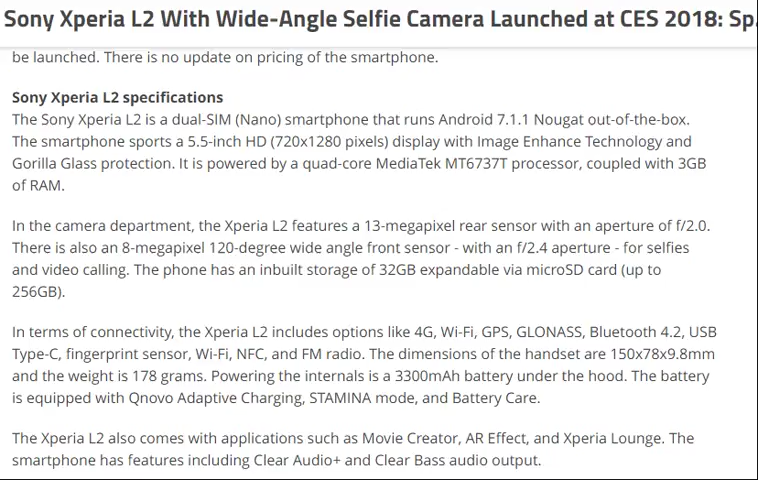 Sony Xperia L2 With Wide-Angle Selfie Camera Launched at CES 2018:
be launched. There is no update on pricing of the smartphone.
Sony Xperia L2 specifications
The Sony Xperia L2 is a dual-SIM (Nano) smartphone that runs Android 7.1.1 Nougat out-of-the-box.
The smartphone sports a 5.5-inch HD (720x1280 pixels) display with Image Enhance Technology and
Gorilla Glass protection. It is powered by a quad-core MediaTek MT6737T processor, coupled with 3GB
of RAM.
In the camera department, the Xperia L2 features a 13-megapixel rear sensor with an aperture of f/2.0.
There is also an 8-megapixel 120-degree wide angle front sensor - with an f/2.4 aperture - for selfies
and video calling. The phone has an inbuilt storage of 32GB expandable via microSD card (up to
256GB).
In terms of connectivity, the Xperia L2 includes options like 4G, Wi-Fi, GPS, GLONASS, Bluetooth 4.2, USB
Type-C, fingerprint sensor, Wi-Fi, NFC, and FM radio. The dimensions of the handset are 150x78x9.8mm
and the weight is 178 grams. Powering the internals is a 3300mAh battery under the hood. The battery
is equipped with Qnovo Adaptive Charging, STAMINA mode, and Battery Care.
The Xperia L2 also comes with applications such as Movie Creator, AR Effect, and Xperia Lounge. The
smartphone has features including Clear Audio+ and Clear Bass audio output.